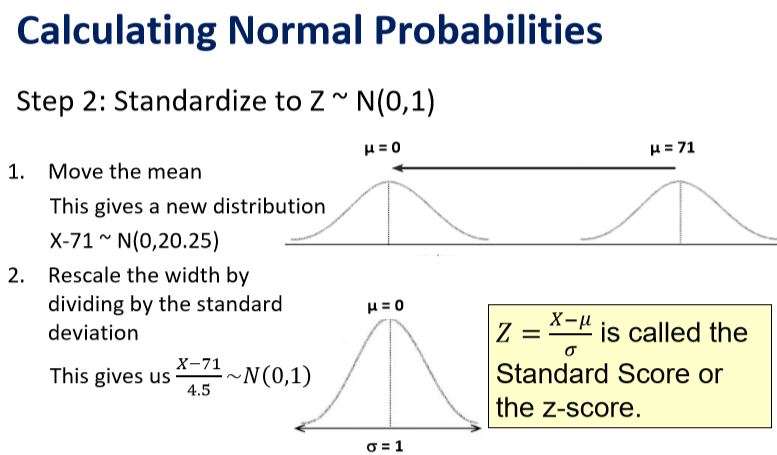 Calculating Normal Probabilities
Step 2: Standardize to Z ~ N(0,1)
μ = 0
μ = 71
1. Move the mean
This gives a new distribution
X-71 ~ N(0,20.25)
2. Rescale the width by
dividing by the standard
deviation
This gives us (X−71)/4.5 ~N(0,1)
μ = 0
σ = 1
Z = (X−μ)/σ is called the
Standard Score or
the z-score.